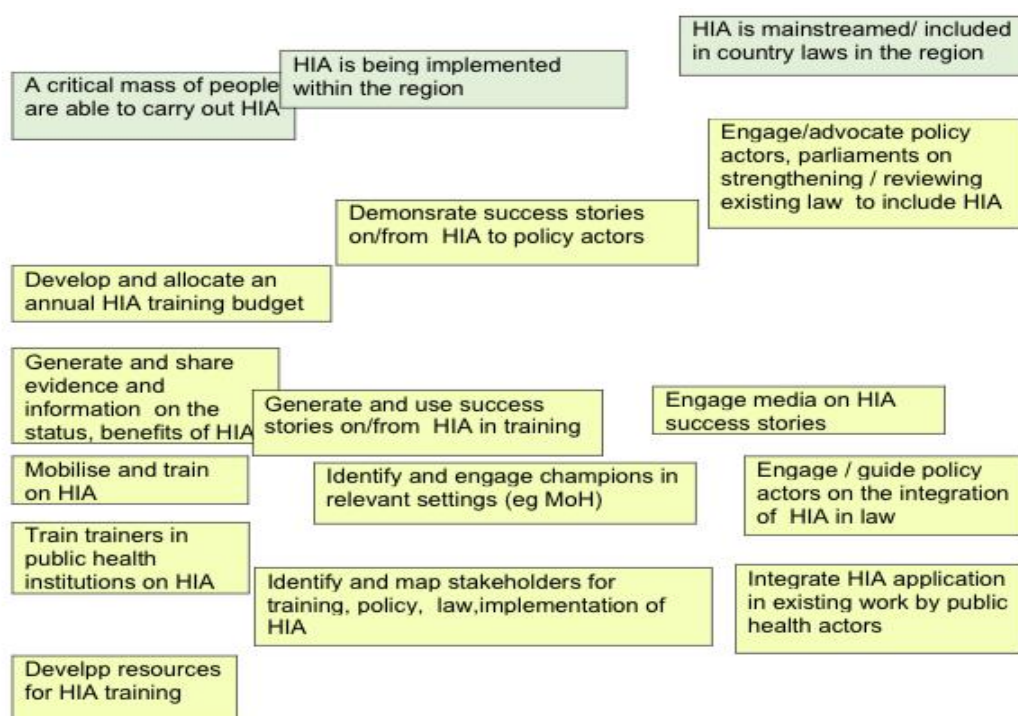 HIA is mainstreamed/ included
in country laws in the region
HIA is being implemented
within the region
A critical mass of people
are able to carry out HIA
Engage/advocate policy
actors, parliaments on
strengthening / reviewing
existing law to include HIA
Demonsrate success stories
on/from HIA to policy actors
Develop and allocate an
annual HIA training budget
Generate and share
evidence and
information on the
status, benefits of HIA
Generate and use success
stories on/from HIA in training
Engage media on HIA
success stories
Mobilise and train
on HIA
Identify and engage champions in
relevant settings (eg MoH)
Engage / guide policy
actors on the integration
of HIA in law
Train trainers in
public health
institutions on HIA
Identify and map stakeholders for
training, policy, law,implementation of
HIA
Integrate HIA application
in existing work by public
health actors
Develpp resources
for HIA training